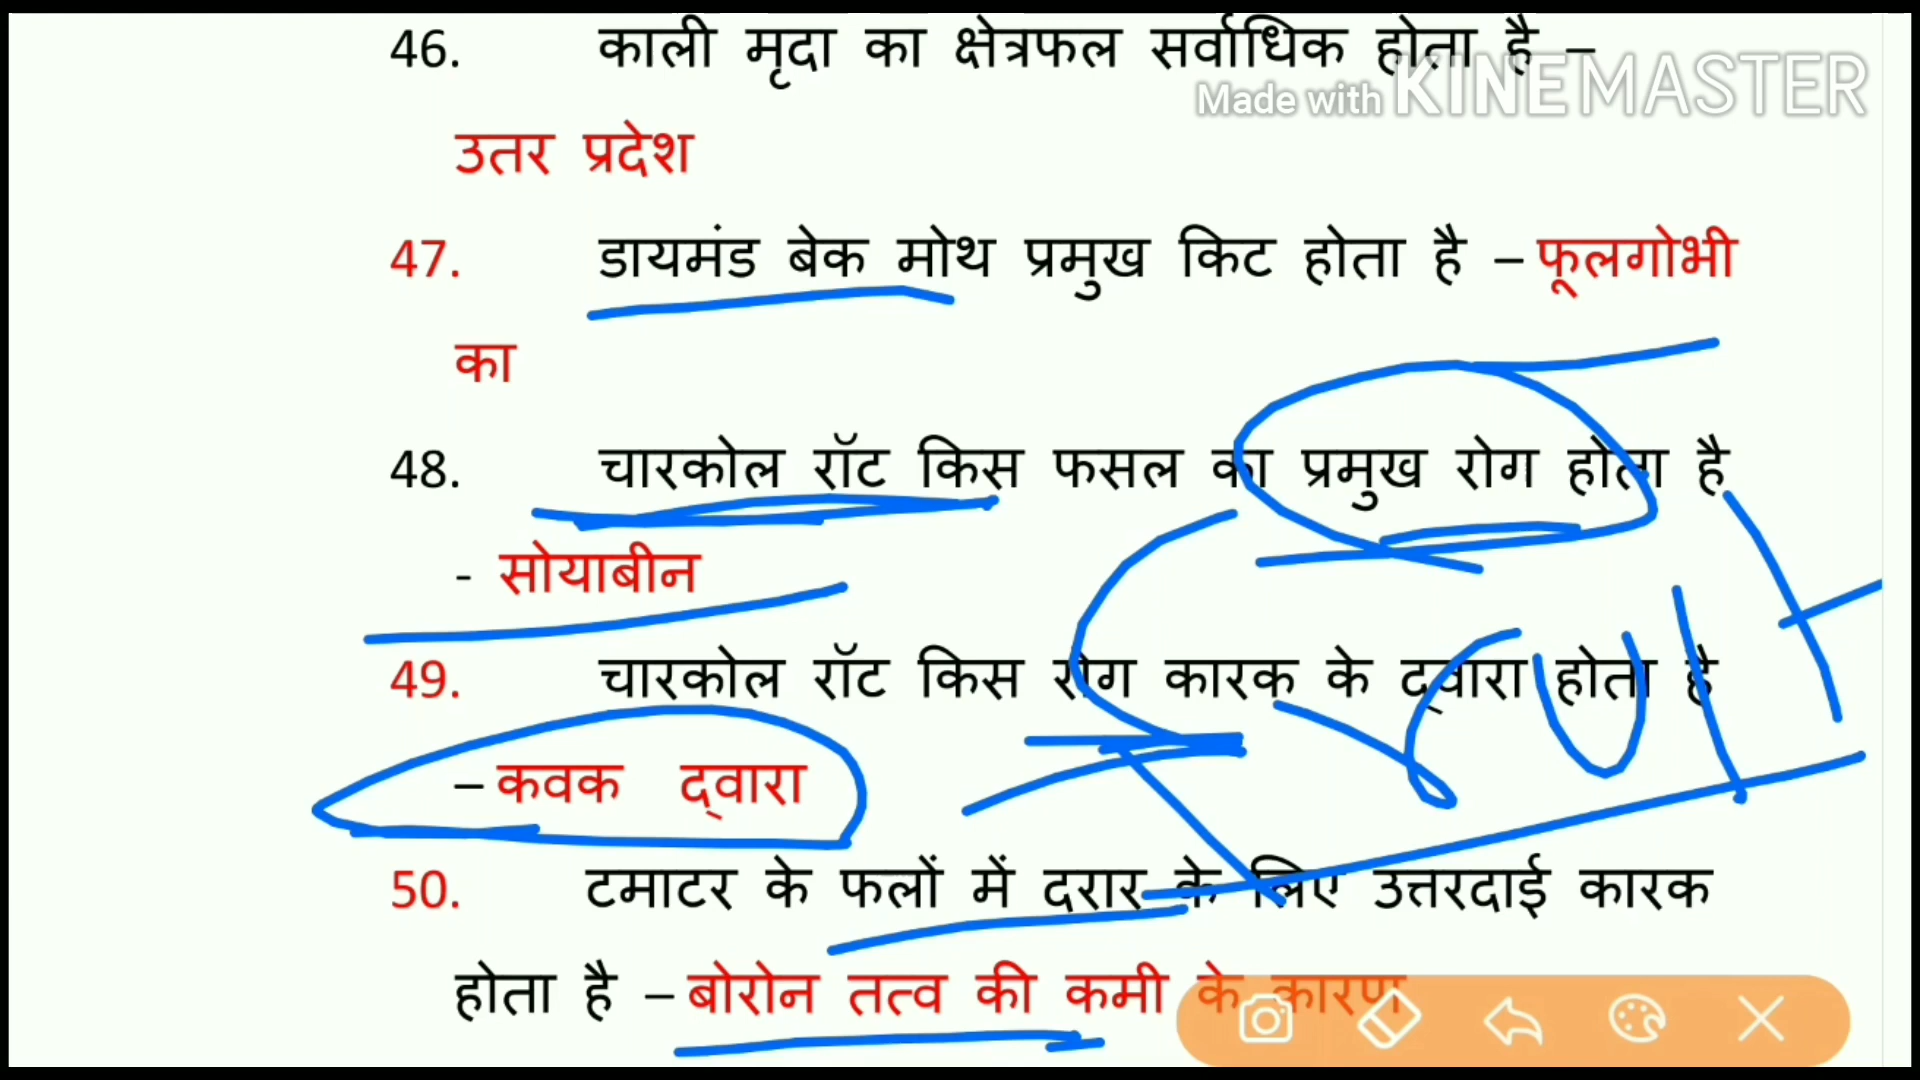 46. काली मृदा का क्षेत्रफल सर्वाधिक होता है –
Made with KINEMASTER
उतर प्रदेश
47. डायमंड बेक मोथ प्रमुख किट होता है – फूलगोभी
का
48. चारकोल रॉट किस फसल का प्रमुख रोग होता है
- सोयाबीन
49. चारकोल रॉट किस रोग कारक के द्वारा होता है
– कवक द्वारा
50. टमाटर के फलों में दरार के लिए उत्तरदाई कारक
होता है – बोरोन तत्व की कमी के कारण